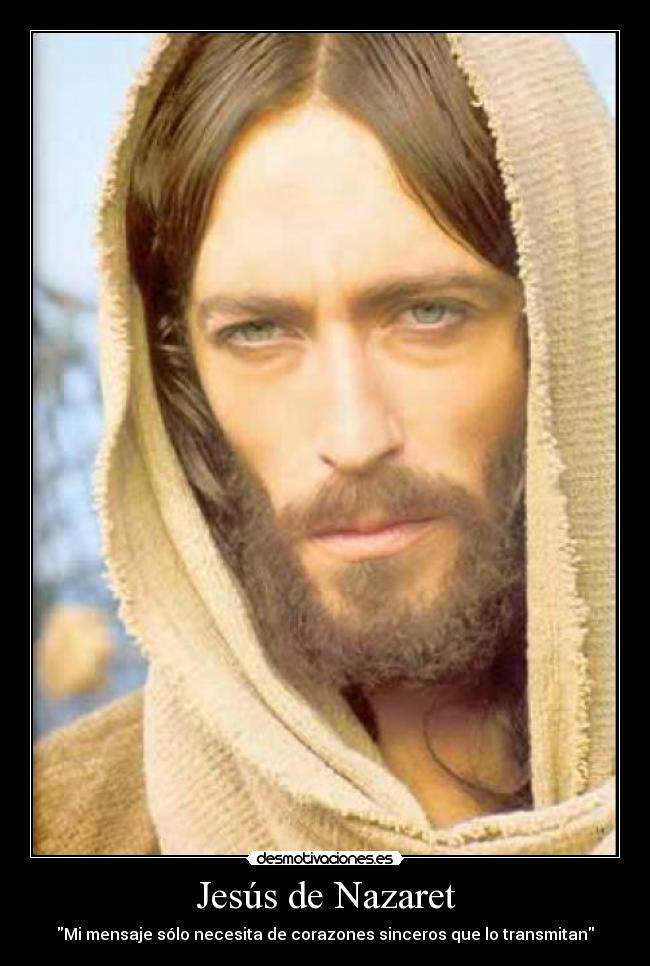 desmotivaciones.es
Jesús de Nazaret
"Mi mensaje sólo necesita de corazones sinceros que lo transmitan"